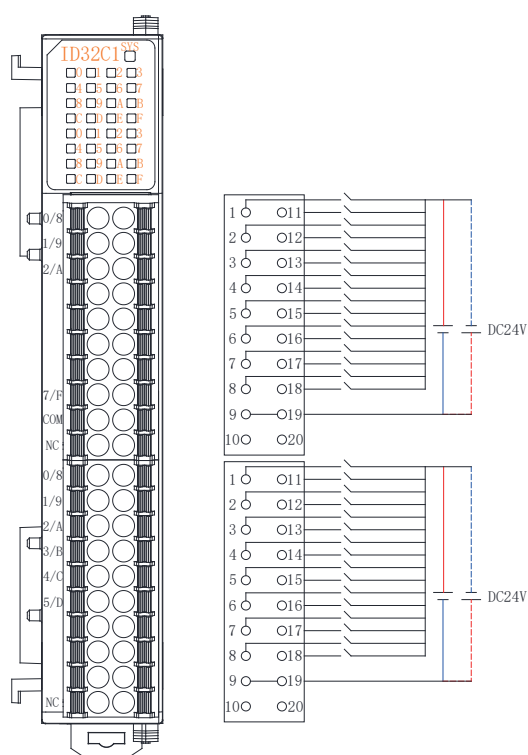 SYS
ID32C1
0 1 2 3
4 5 6 7
8 9 A B
C D E F
0 1 2 3
4 5 6 7
8 9 A B
C D E F
0/8
1/9
2/A
7/F
COM
NC
0/8
1/9
2/A
3/B
4/C
5/D
NC
1 11
2 12
3 13
4 14
5 15
6 16
7 17
8 18
9 19
10 20
DC24V
1 11
2 12
3 13
4 14
5 15
6 16
7 17
8 18
9 19
10 20
DC24V